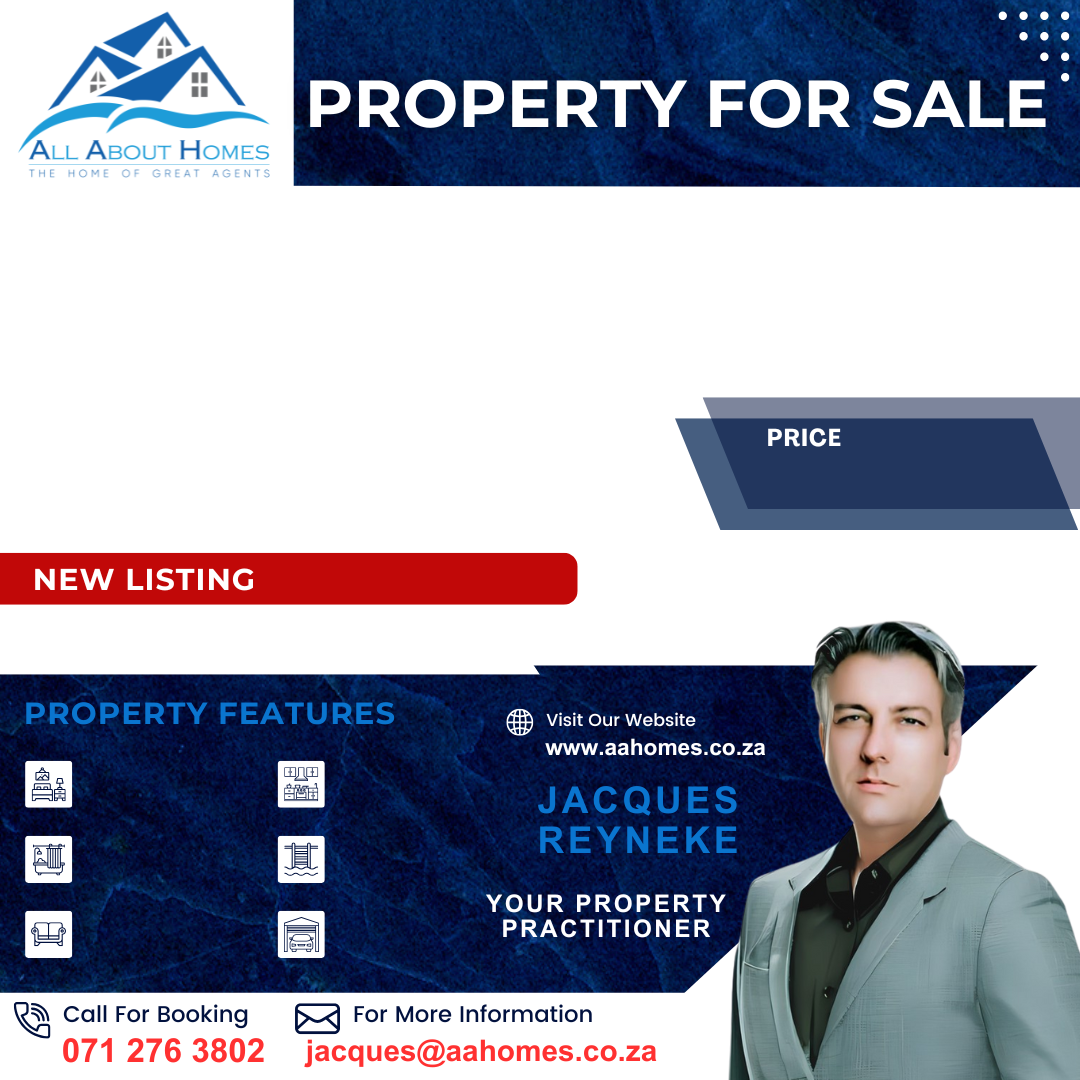 ALL ABOUT HOMES
THE HOME OF GREAT AGENTS
PROPERTY FOR SALE
PRICE
NEW LISTING
PROPERTY FEATURES
Visit Our Website
www.aahomes.co.za
JACQUES
REYNEKE
YOUR PROPERTY
PRACTITIONER
Call For Booking
071 276 3802
For More Information
jacques@aahomes.co.za